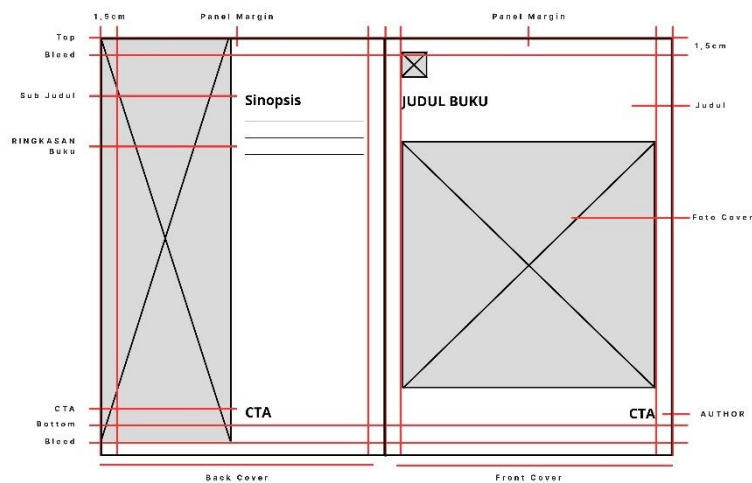 1,5cm
Panel Margin
Panel Margin
Top
1,5cm
Bleed
Sub Judul
Sinopsis
JUDUL BUKU
Judul
RINGKASAN
Buku
Foto Cover
CTA
CTA
CTA
AUTHOR
Bottom
Bleed
Back Cover
Front Cover